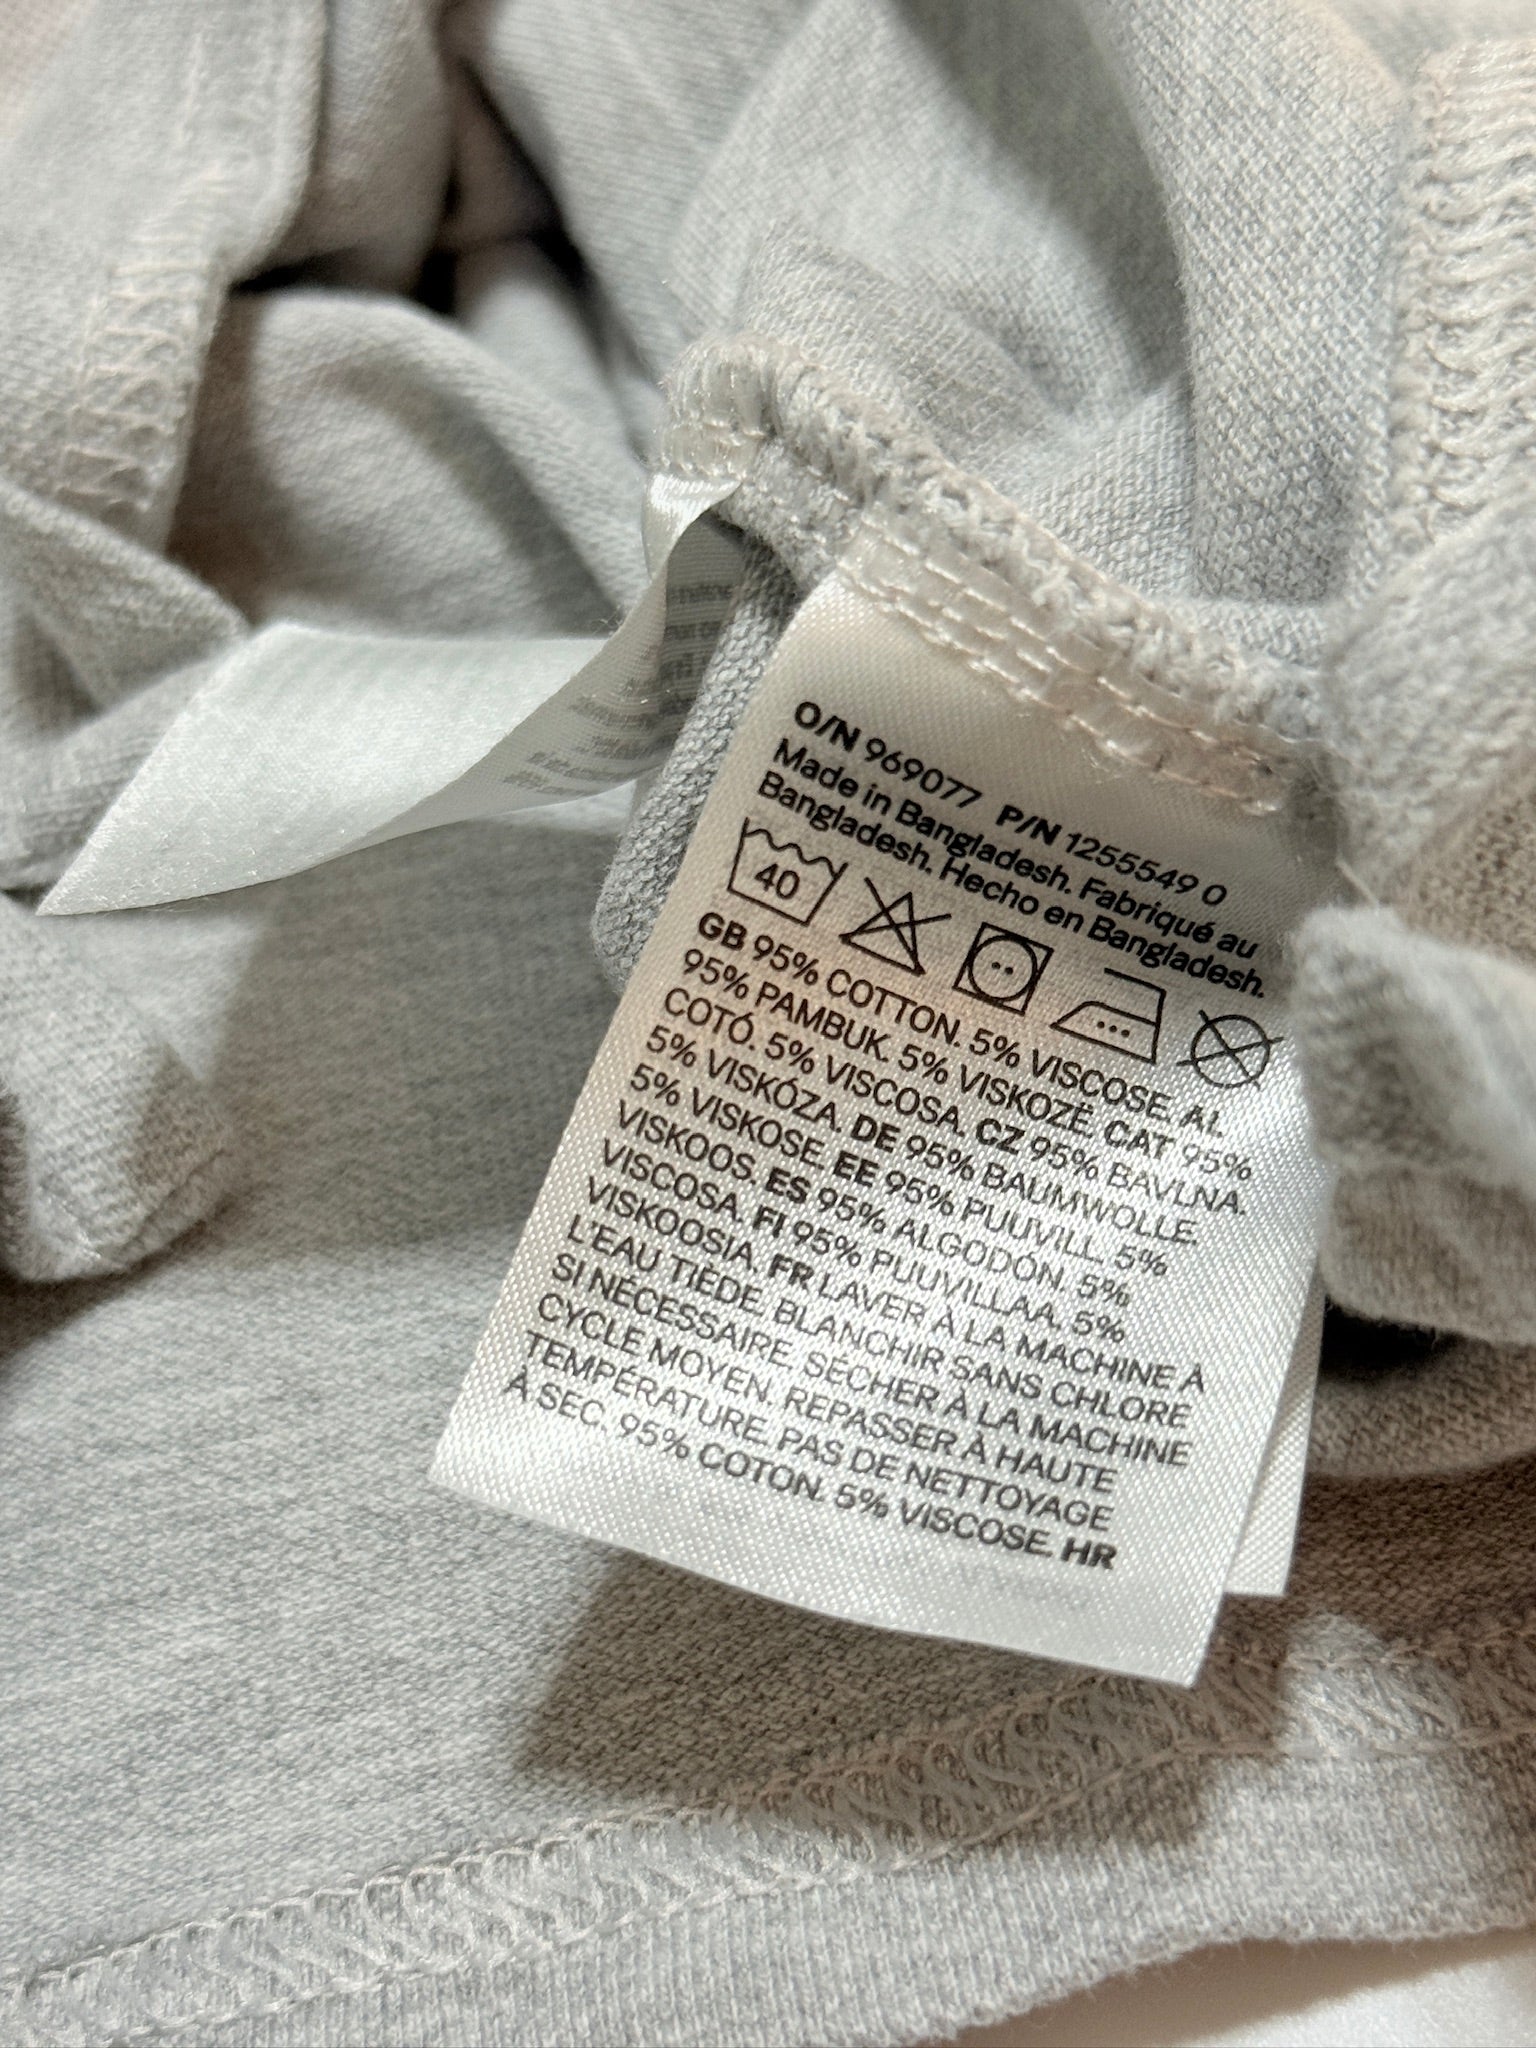 O/N 969077 P/N 1255549 0
Made in Bangladesh. Fabriqué au
Bangladesh. Hecho en Bangladesh.
40
GB 95% COTTON. 5% VISCOSE. AL
95% PAMBUK. 5% VISKOZË. CAT 95%
COTÓ. 5% VISCOSA. CZ 95% BAVLNA.
5% VISKÓZA. DE 95% BAUMWOLLE.
5% VISKOSE. EE 95% PUUVILL. 5%
VISKOOS. ES 95% ALGODÓN. 5%
VISCOSA. FI 95% PUUVILLAA. 5%
VISKOOSIA. FR LAVER À LA MACHINE À
L'EAU TIÈDE. BLANCHIR SANS CHLORE
SI NÉCESSAIRE. SÉCHER À LA MACHINE
CYCLE MOYEN. REPASSER À HAUTE
TEMPÉRATURE. PAS DE NETTOYAGE
À SEC. 95% COTON. 5% VISCOSE. HR